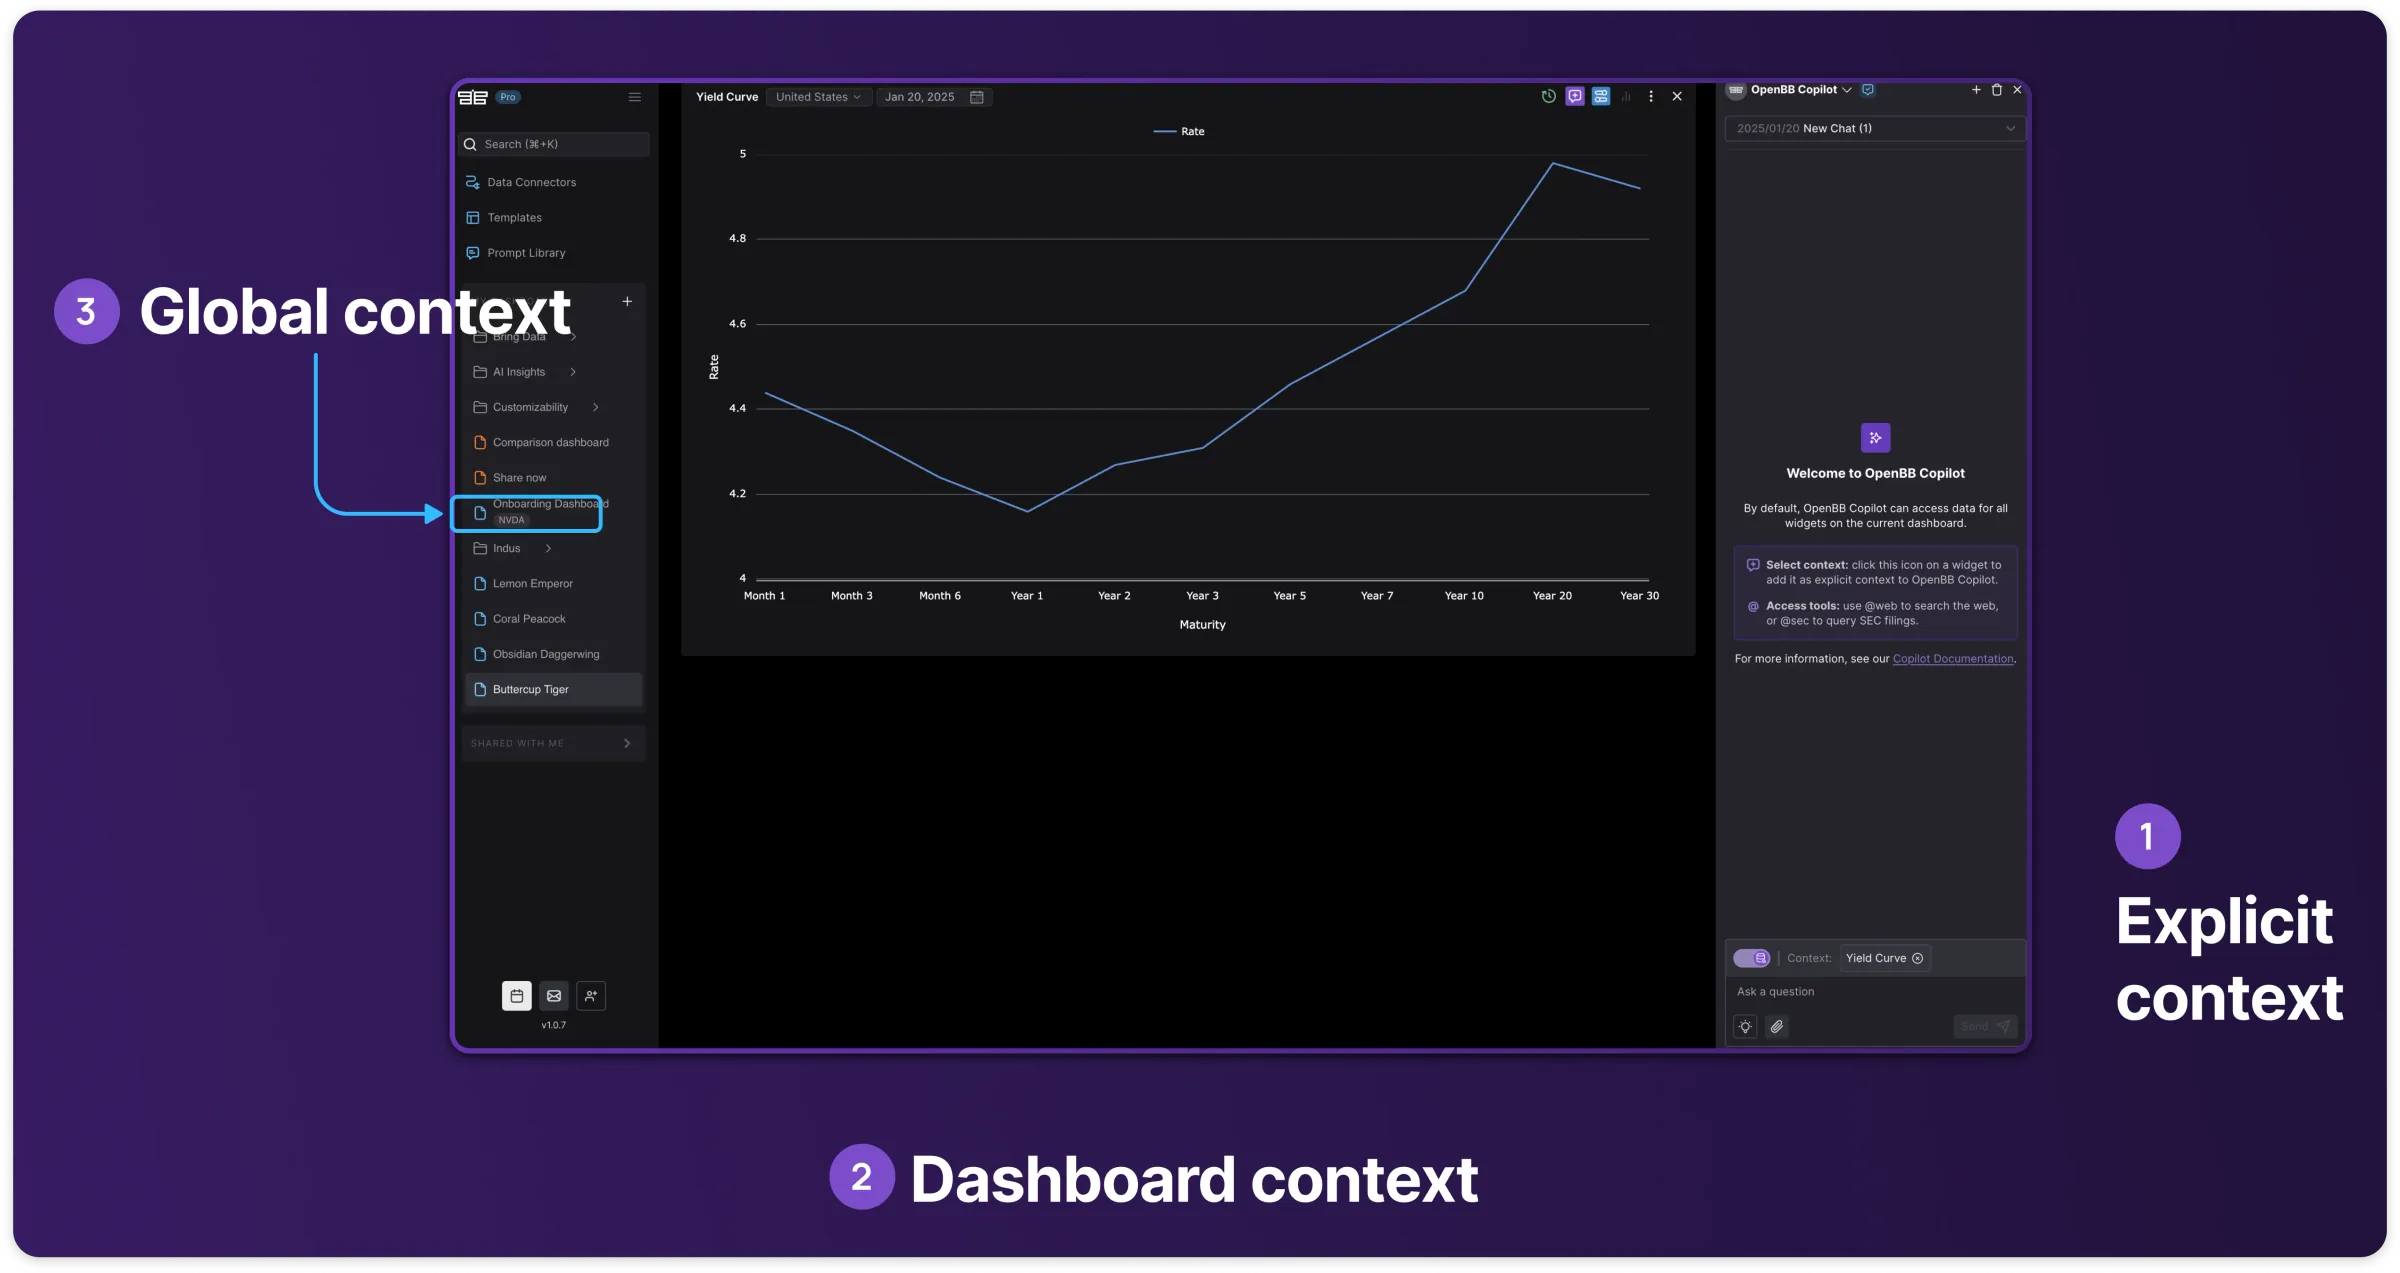 Pro
Search (⌘+K)
Data Connectors
Templates
Prompt Library
3 Global context
Bring Data
AI Insights
Customizability
Comparison dashboard
Share now
Onboarding Dashboard
NVDA
Indus
Lemon Emperor
Coral Peacock
Obsidian Daggerwing
Buttercup Tiger
SHARED WITH ME
v1.0.7
Yield Curve United States Jan 20, 2025
Rate
5
4.8
4.6
4.4
4.2
4
Rate
Month 1 Month 3 Month 6 Year 1 Year 2 Year 3 Year 5 Year 7 Year 10 Year 20 Year 30
Maturity
OpenBB Copilot
2025/01/20 New Chat (1)
Welcome to OpenBB Copilot
By default, OpenBB Copilot can access data for all
widgets on the current dashboard.
Select context: click this icon on a widget to
add it as explicit context to OpenBB Copilot.
@ Access tools: use @web to search the web,
or @sec to query SEC filings.
For more information, see our Copilot Documentation.
Context: Yield Curve
Ask a question
Send
1
Explicit
context
2 Dashboard context